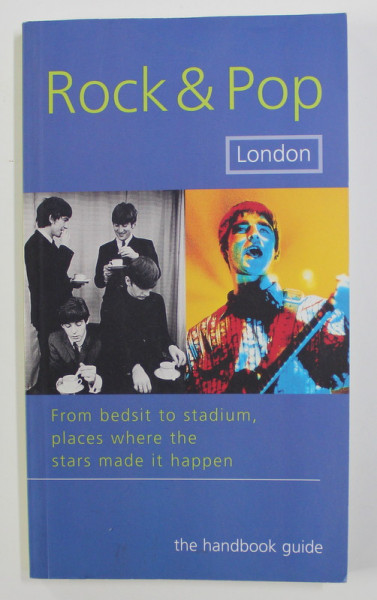 Rock & Pop
London
From bedsit to stadium,
places where the
stars made it happen
the handbook guide